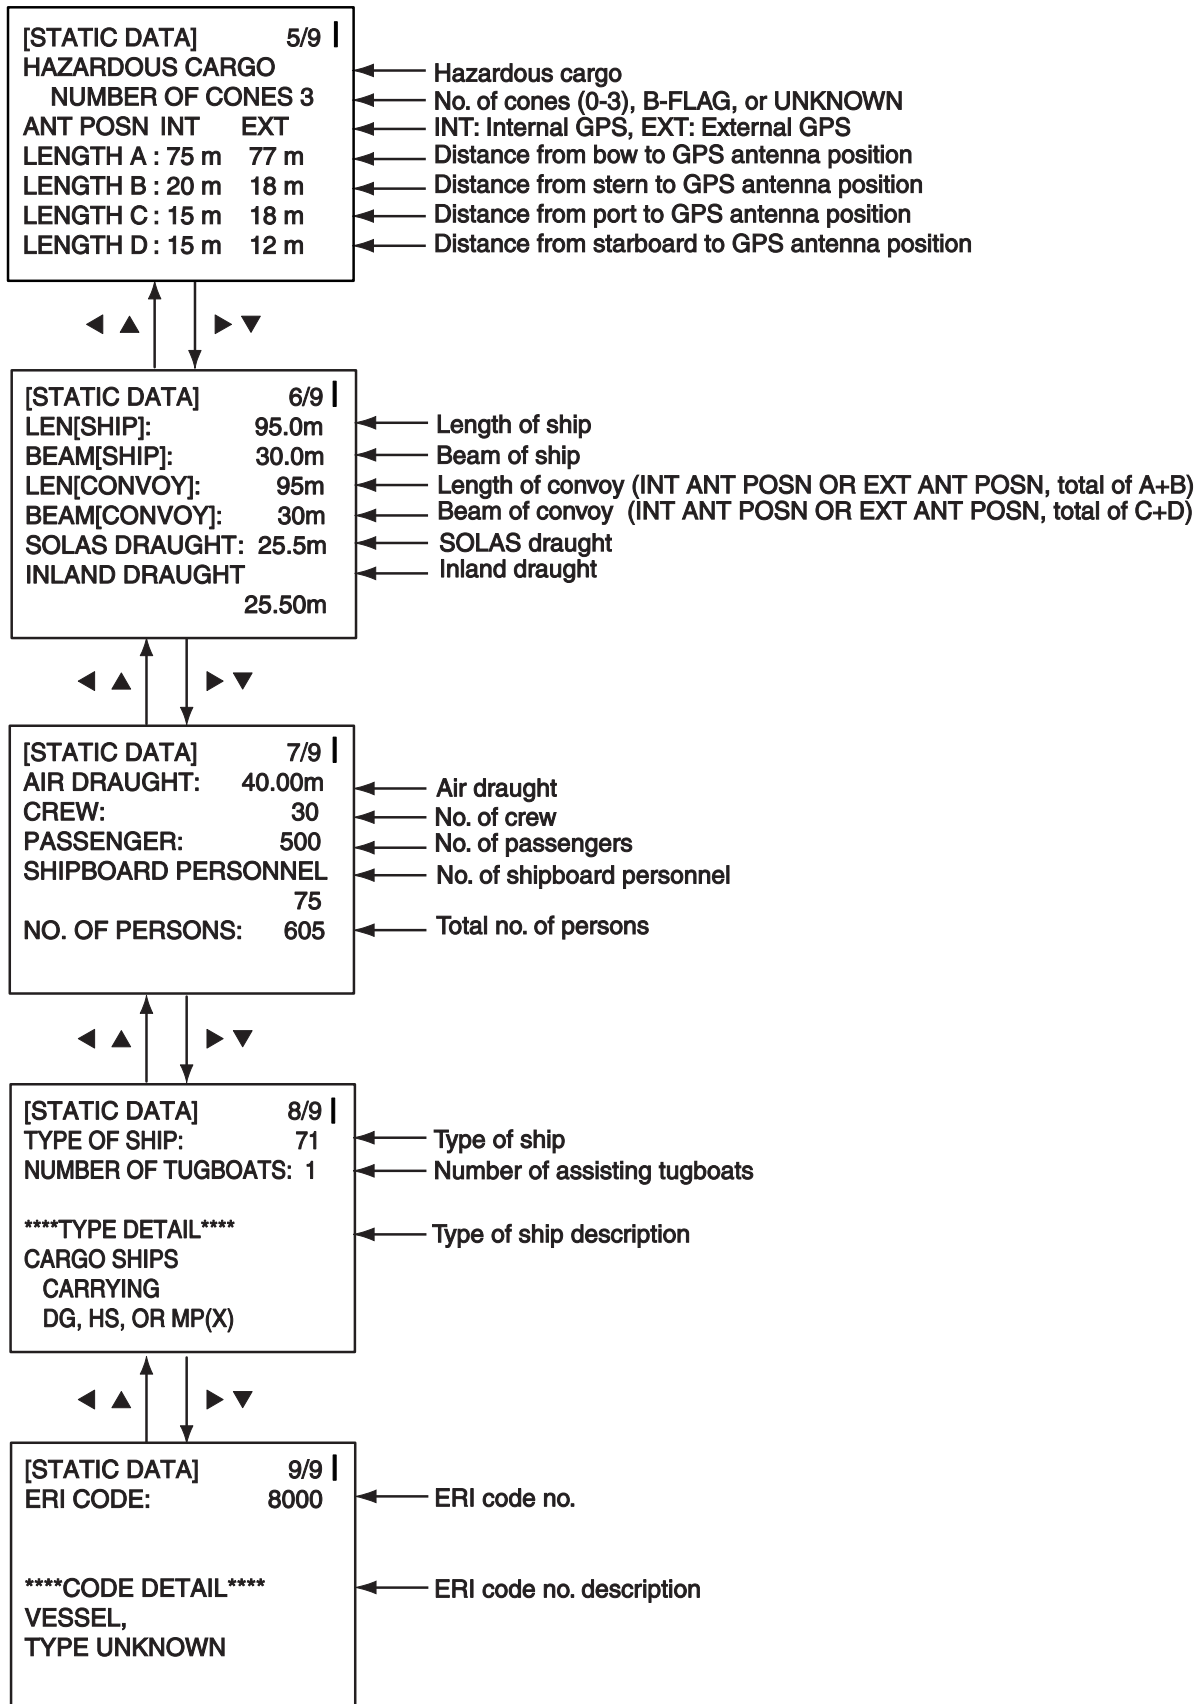 [STATIC DATA] 5/9
HAZARDOUS CARGO
Hazardous cargo
NUMBER OF CONES 3
No. of cones (0-3), B-FLAG, or UNKNOWN
ANT POSN INT EXT
INT: Internal GPS, EXT: External GPS
LENGTH A : 75 m 77 m
Distance from bow to GPS antenna position
LENGTH B : 20 m 18 m
Distance from stern to GPS antenna position
LENGTH C : 15 m 18 m
Distance from port to GPS antenna position
LENGTH D : 15 m 12 m
Distance from starboard to GPS antenna position
[STATIC DATA] 6/9
LEN[SHIP]: 95.0m
Length of ship
BEAM[SHIP]: 30.0m
Beam of ship
LEN[CONVOY]: 95m
Length of convoy (INT ANT POSN OR EXT ANT POSN, total of A+B)
BEAM[CONVOY]: 30m
Beam of convoy (INT ANT POSN OR EXT ANT POSN, total of C+D)
SOLAS DRAUGHT: 25.5m
SOLAS draught
INLAND DRAUGHT
Inland draught
25.50m
[STATIC DATA] 7/9
AIR DRAUGHT: 40.00m
Air draught
CREW: 30
No. of crew
PASSENGER: 500
No. of passengers
SHIPBOARD PERSONNEL
No. of shipboard personnel
75
NO. OF PERSONS: 605
Total no. of persons
[STATIC DATA] 8/9
TYPE OF SHIP: 71
Type of ship
NUMBER OF TUGBOATS: 1
Number of assisting tugboats
****TYPE DETAIL****
Type of ship description
CARGO SHIPS
CARRYING
DG, HS, OR MP(X)
[STATIC DATA] 9/9
ERI CODE: 8000
ERI code no.
****CODE DETAIL****
ERI code no. description
VESSEL,
TYPE UNKNOWN